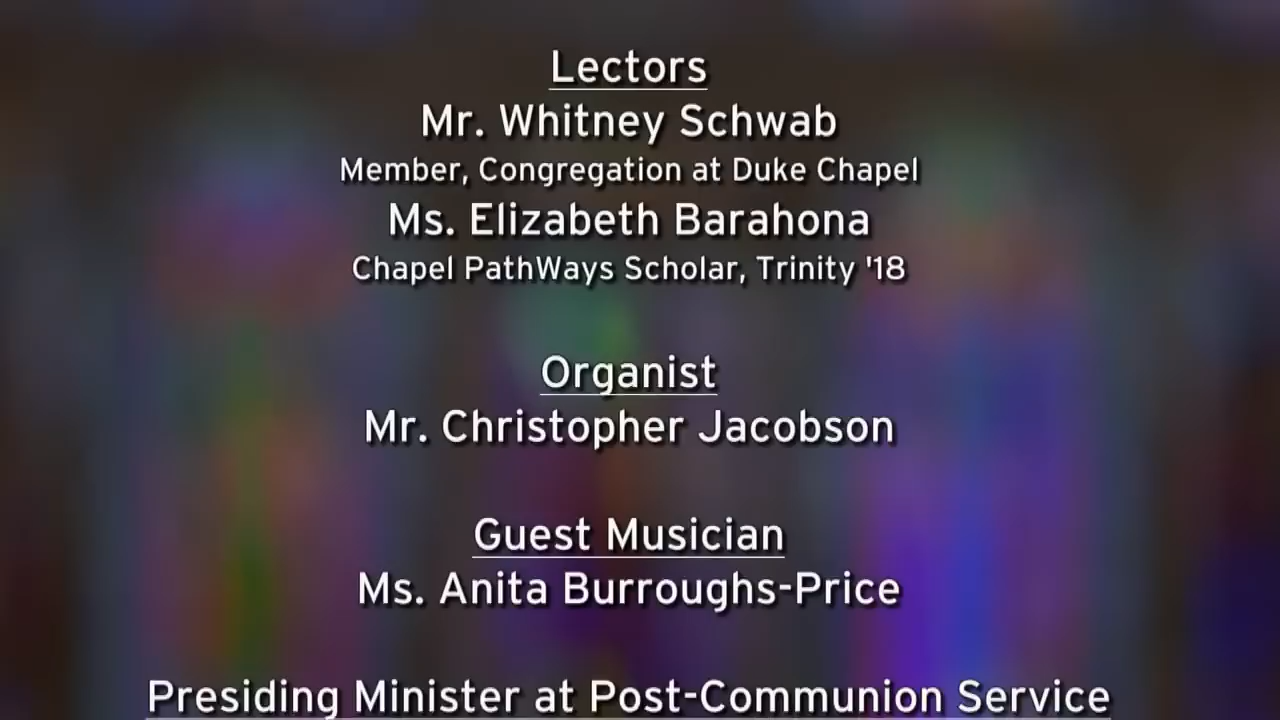 Lectors
Mr. Whitney Schwab
Member, Congregation at Duke Chapel
Ms. Elizabeth Barahona
Chapel PathWays Scholar, Trinity '18
Organist
Mr. Christopher Jacobson
Guest Musician
Ms. Anita Burroughs-Price
Presiding Minister at Post-Communion Service